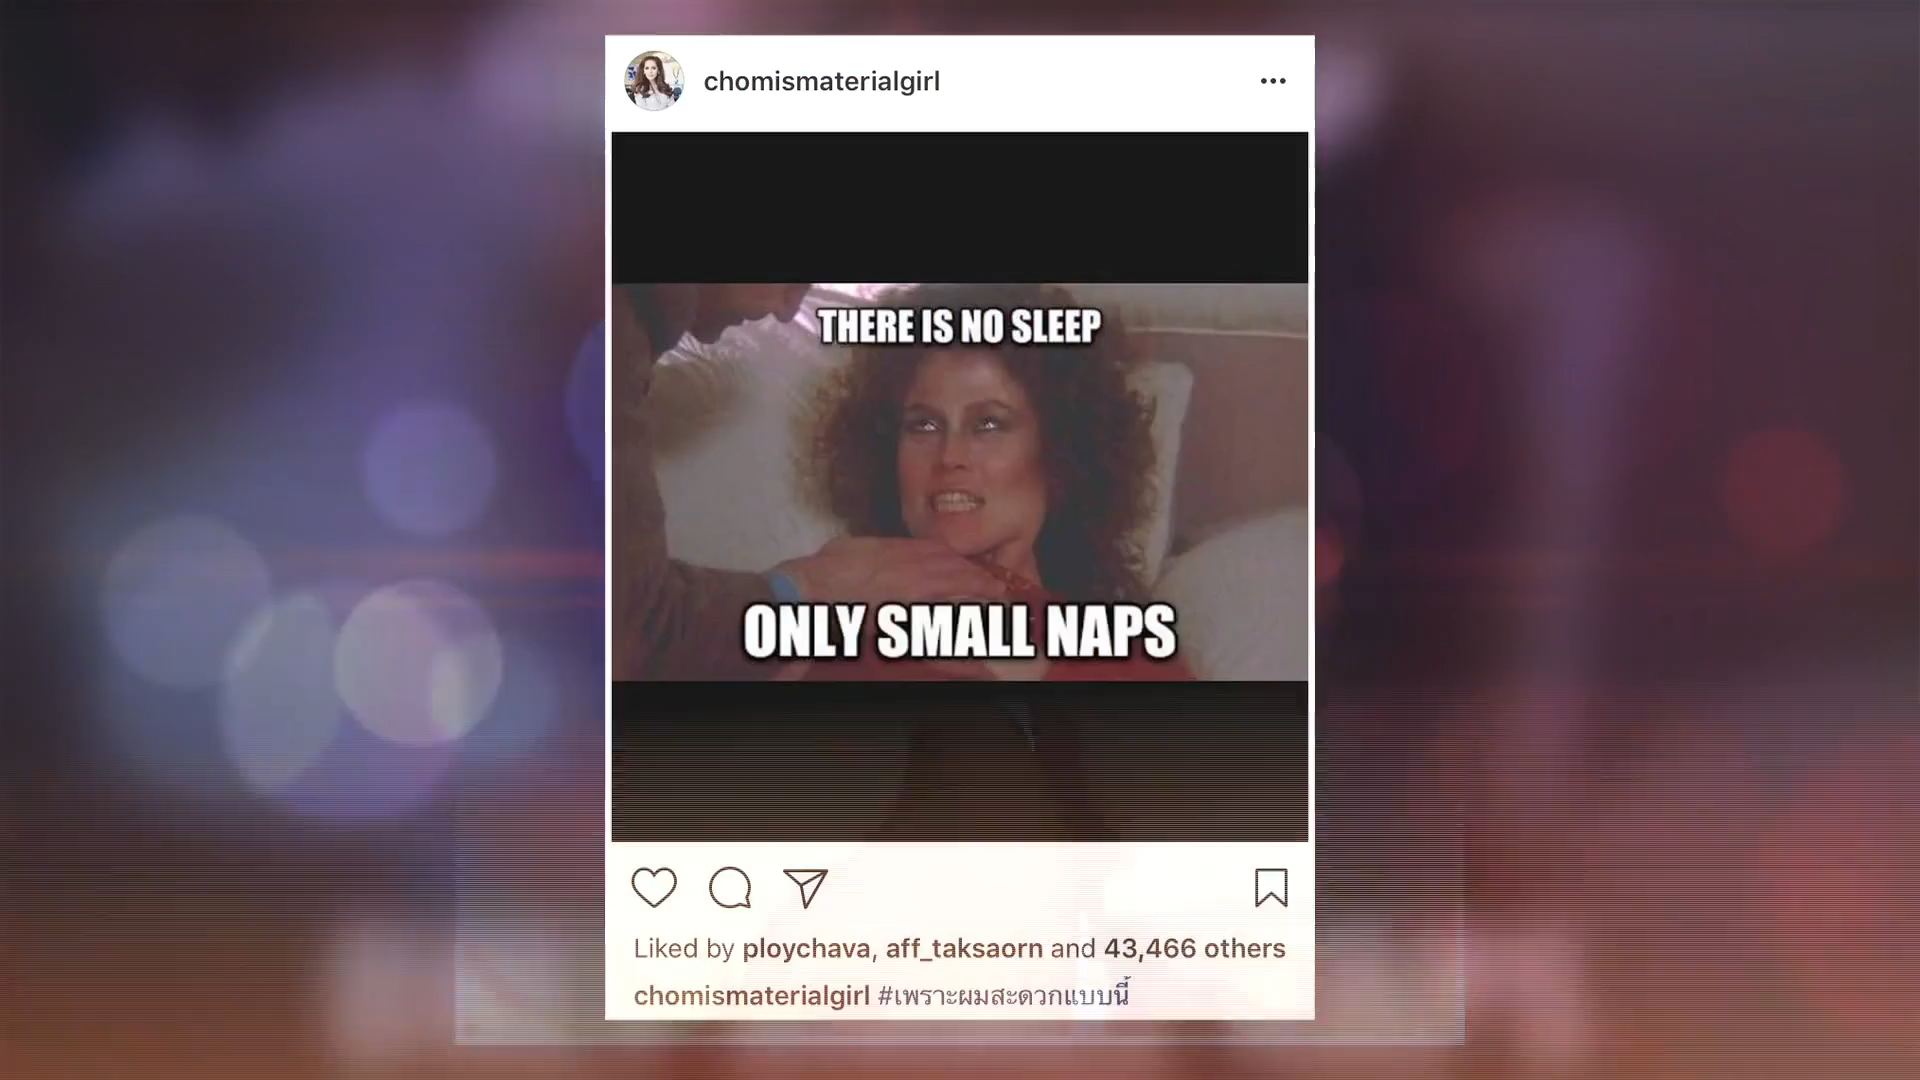 chomismaterialgirl
THERE IS NO SLEEP
ONLY SMALL NAPS
Liked by ploychava, aff_taksaorn and 43,466 others
chomismaterialgirl #เพราะผมสะดวกแบบนี้